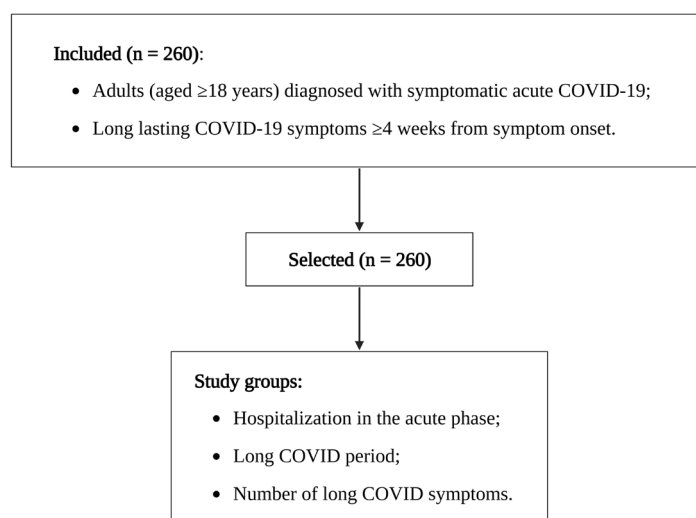 Included (n = 260):
• Adults (aged ≥18 years) diagnosed with symptomatic acute COVID-19;
• Long lasting COVID-19 symptoms ≥4 weeks from symptom onset.
Selected (n = 260)
Study groups:
• Hospitalization in the acute phase;
• Long COVID period;
• Number of long COVID symptoms.